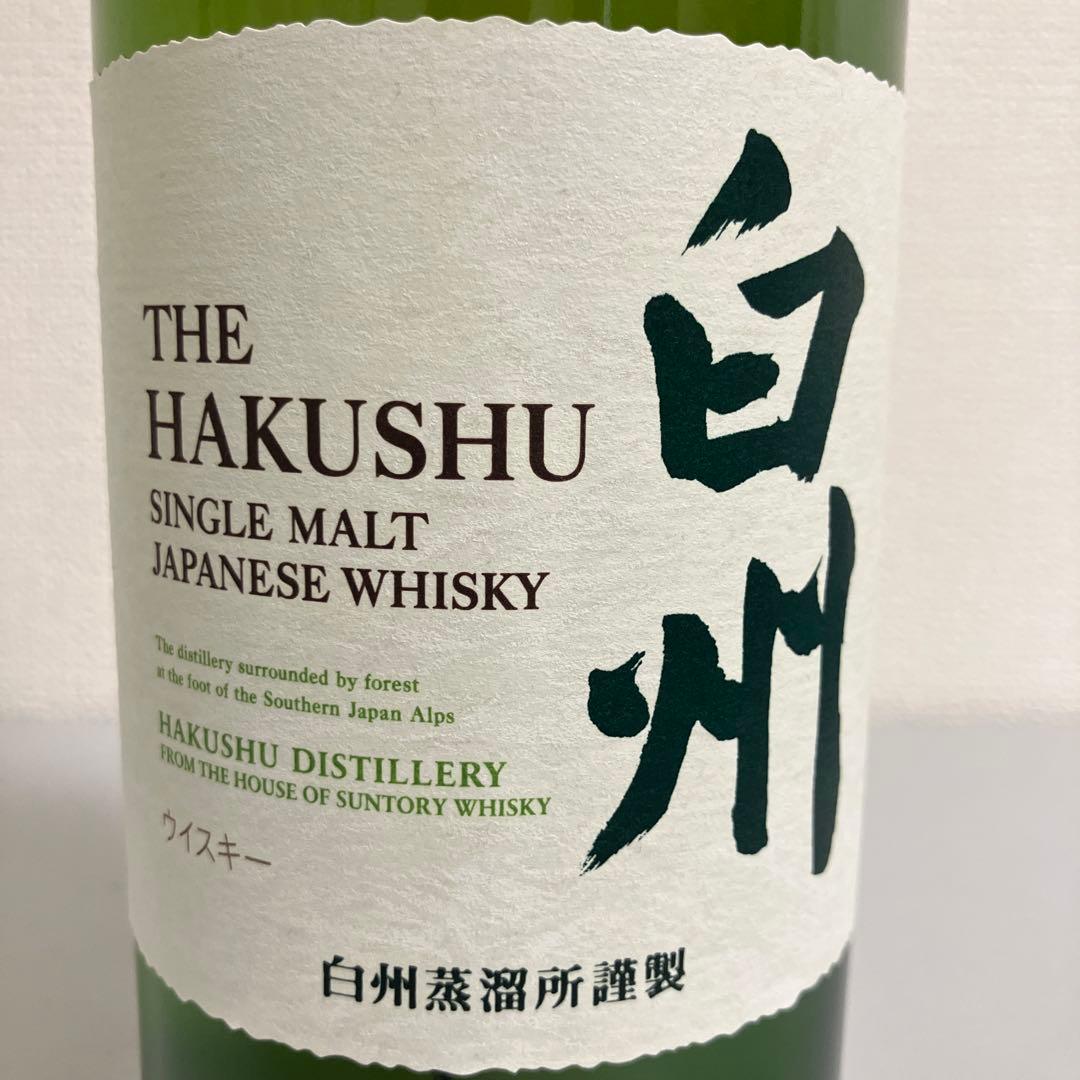 THE
HAKUSHU
SINGLE MALT
JAPANESE WHISKY
The distillery surrounded by forest
at the foot of the Southern Japan Alps
HAKUSHU DISTILLERY
FROM THE HOUSE OF SUNTORY WHISKY
ウイスキー
白州
白州蒸溜所謹製